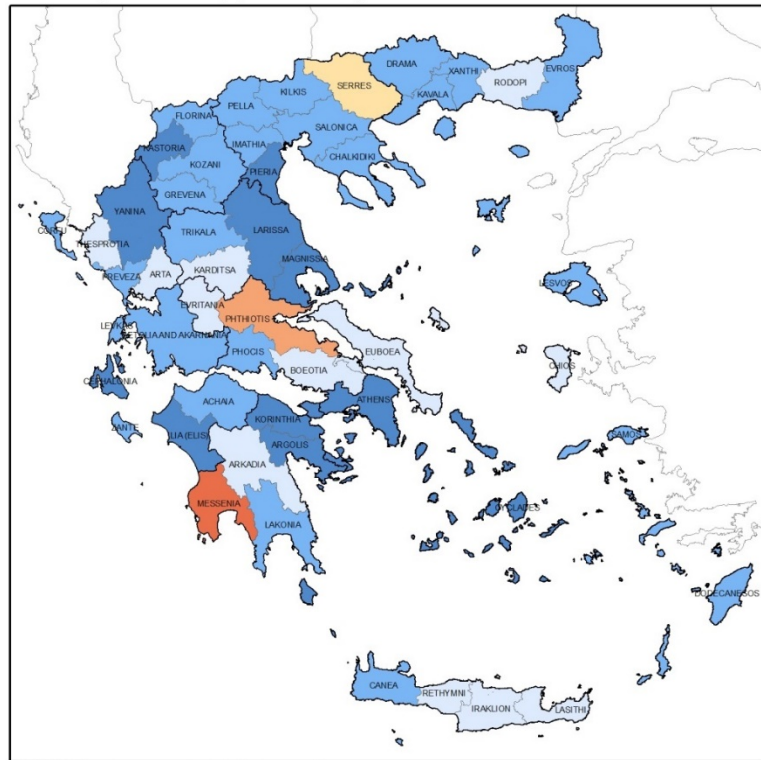 DRAMA
XANTHI
EVROS
RODOPI
SERRES
KAVALA
KILKIS
PELLA
FLORINA
SALONICA
IMATHIA
KASTORIA
KOZANI
CHALKIDIKI
PIERIA
GREVENA
YANINA
CORFU
TRIKALA
LARISSA
THESPROTIA
MAGNISSIA
KARDITSA
ARTA
PREVEZA
LESVOS
EVRITANIA
PHTHIOTIS
LEVKAS
AETOLIA AND AKARNANIA
EUBOEA
PHOCIS
CHIOS
BOEOTIA
CEPHALONIA
ATHENS
ACHAIA
KORINTHIA
ZANTE
ILIA (ELIS)
SAMOS
ARGOLIS
ARKADIA
MESSENIA
CYCLADES
LAKONIA
DODECANESOS
CANEA
RETHYMNI
IRAKLION
LASITHI